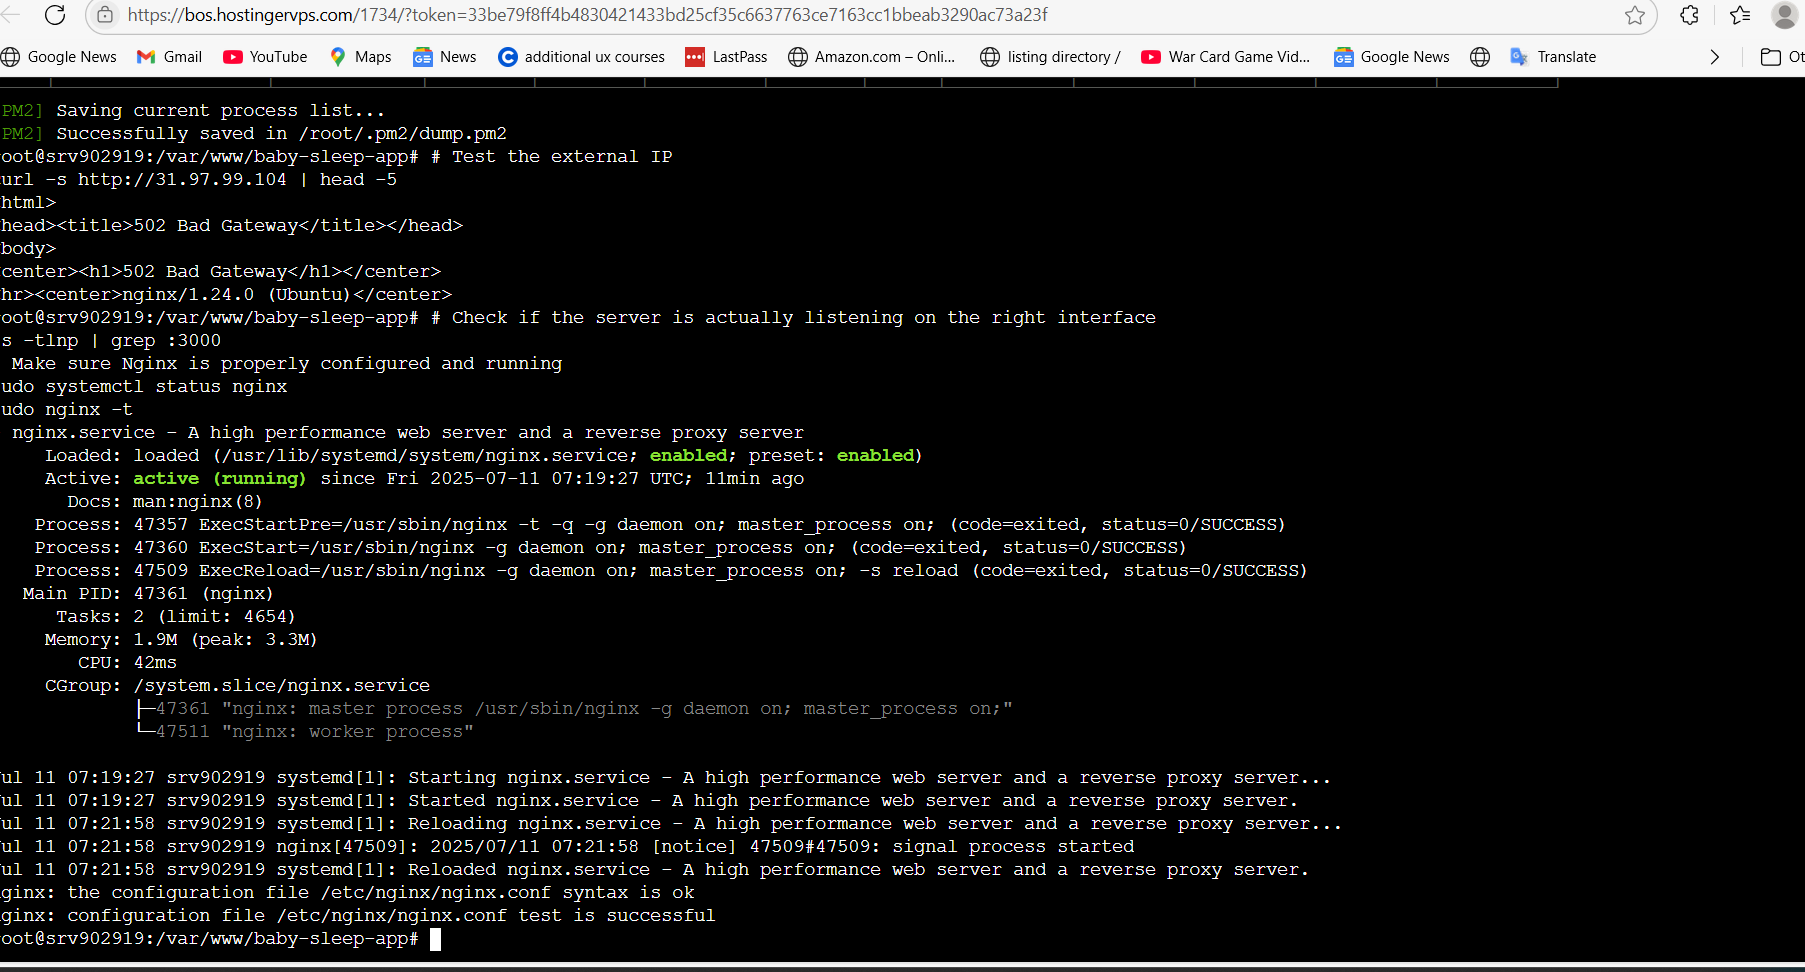 https://bos.hostingervps.com/1734/?token=33be79f8ff4b4830421433bd25cf35c6637763ce7163cc1bbeab3290ac73a23f
Google News Gmail YouTube Maps News additional ux courses LastPass Amazon.com – Onli... listing directory / War Card Game Vid... Google News Translate Ot
PM2] Saving current process list...
PM2] Successfully saved in /root/.pm2/dump.pm2
oot@srv902919:/var/www/baby-sleep-app# # Test the external IP
url -s http://31.97.99.104 | head -5
html>
head><title>502 Bad Gateway</title></head>
body>
center><h1>502 Bad Gateway</h1></center>
hr><center>nginx/1.24.0 (Ubuntu)</center>
oot@srv902919:/var/www/baby-sleep-app# # Check if the server is actually listening on the right interface
s -tlnp | grep :3000
Make sure Nginx is properly configured and running
udo systemctl status nginx
udo nginx -t
nginx.service - A high performance web server and a reverse proxy server
Loaded: loaded (/usr/lib/systemd/system/nginx.service; enabled; preset: enabled)
Active: active (running) since Fri 2025-07-11 07:19:27 UTC; 11min ago
Docs: man:nginx(8)
Process: 47357 ExecStartPre=/usr/sbin/nginx -t -q -g daemon on; master_process on; (code=exited, status=0/SUCCESS)
Process: 47360 ExecStart=/usr/sbin/nginx -g daemon on; master_process on; (code=exited, status=0/SUCCESS)
Process: 47509 ExecReload=/usr/sbin/nginx -g daemon on; master_process on; -s reload (code=exited, status=0/SUCCESS)
Main PID: 47361 (nginx)
Tasks: 2 (limit: 4654)
Memory: 1.9M (peak: 3.3M)
CPU: 42ms
CGroup: /system.slice/nginx.service
├─47361 "nginx: master process /usr/sbin/nginx -g daemon on; master_process on;"
└─47511 "nginx: worker process"
ul 11 07:19:27 srv902919 systemd[1]: Starting nginx.service - A high performance web server and a reverse proxy server...
ul 11 07:19:27 srv902919 systemd[1]: Started nginx.service - A high performance web server and a reverse proxy server.
ul 11 07:21:58 srv902919 systemd[1]: Reloading nginx.service - A high performance web server and a reverse proxy server...
ul 11 07:21:58 srv902919 nginx[47509]: 2025/07/11 07:21:58 [notice] 47509#47509: signal process started
ul 11 07:21:58 srv902919 systemd[1]: Reloaded nginx.service - A high performance web server and a reverse proxy server.
ginx: the configuration file /etc/nginx/nginx.conf syntax is ok
ginx: configuration file /etc/nginx/nginx.conf test is successful
oot@srv902919:/var/www/baby-sleep-app#